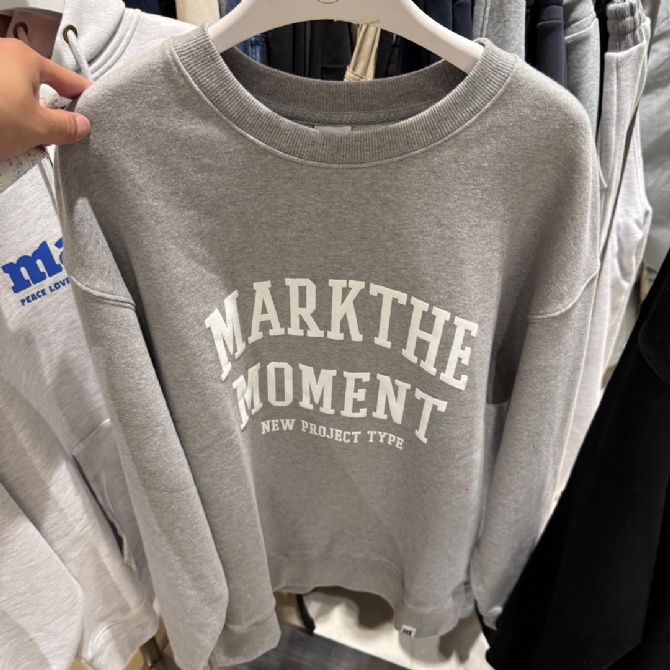 MARKTHE
MOMENT
NEW PROJECT TYPE
PEACE LOVE